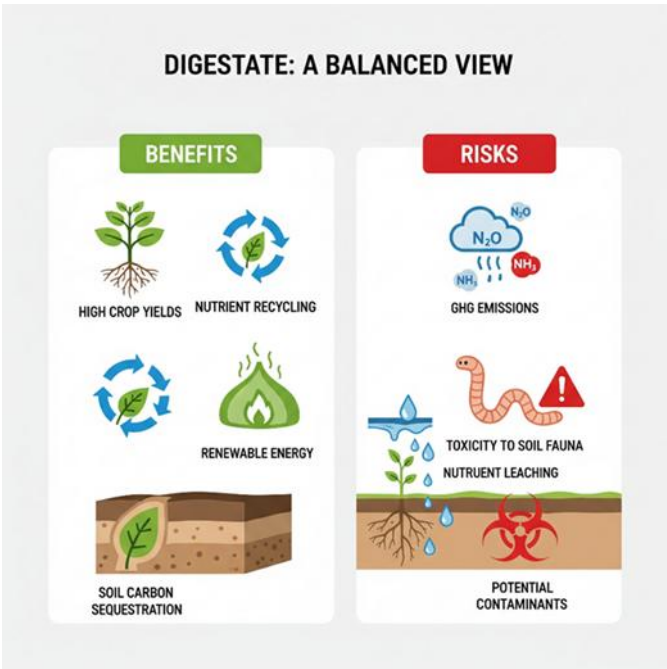 DIGESTATE: A BALANCED VIEW
BENEFITS
HIGH CROP YIELDS
NUTRIENT RECYCLING
RENEWABLE ENERGY
SOIL CARBON
SEQUESTRATION
RISKS
N₂O
N₂O
NH₃
NH₃
GHG EMISSIONS
!
TOXICITY TO SOIL FAUNA
NUTRUENT LEACHING
POTENTIAL
CONTAMINANTS